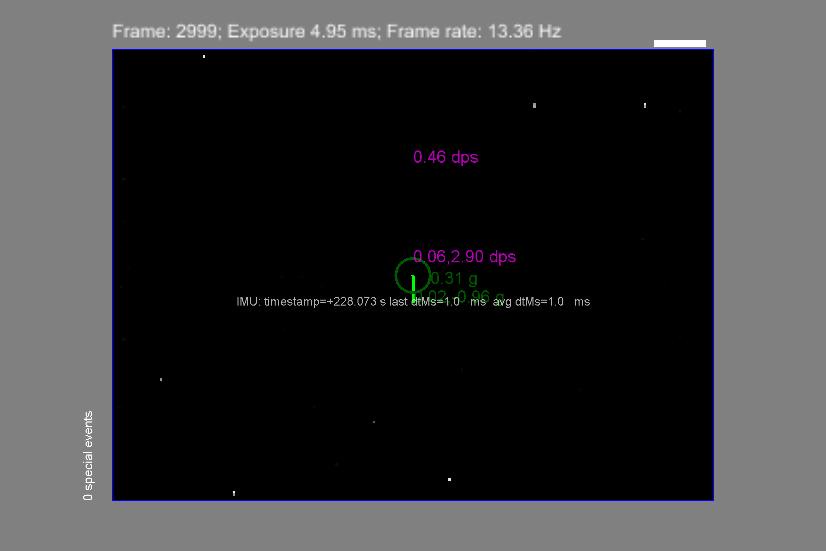 Frame: 2999; Exposure 4.95 ms; Frame rate: 13.36 Hz
0.46 dps
0.06,2.90 dps
0.31 g
0.96 g
IMU: timestamp=+228.073 s last dtMs=1.0 ms avg dtMs=1.0 ms
0 special events